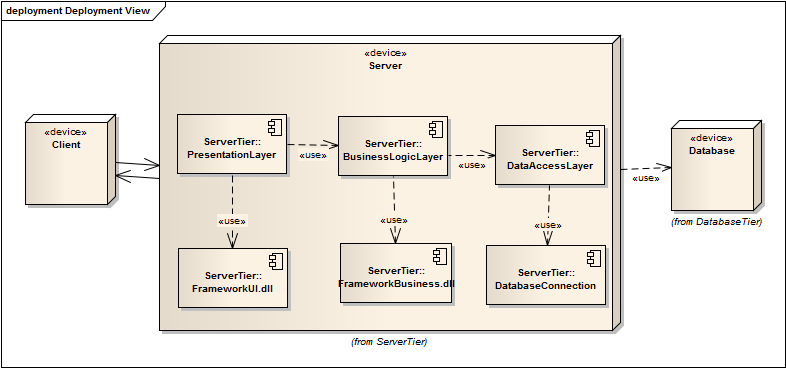 deployment Deployment View
«device»
Server
«device»
Client
ServerTier::
PresentationLayer
«use»
ServerTier::
BusinessLogicLayer
«use»
ServerTier::
DataAccessLayer
«use»
«device»
Database
(from DatabaseTier)
«use»
«use»
«use»
ServerTier::
FrameworkUI.dll
ServerTier::
FrameworkBusiness.dll
ServerTier::
DatabaseConnection
(from ServerTier)